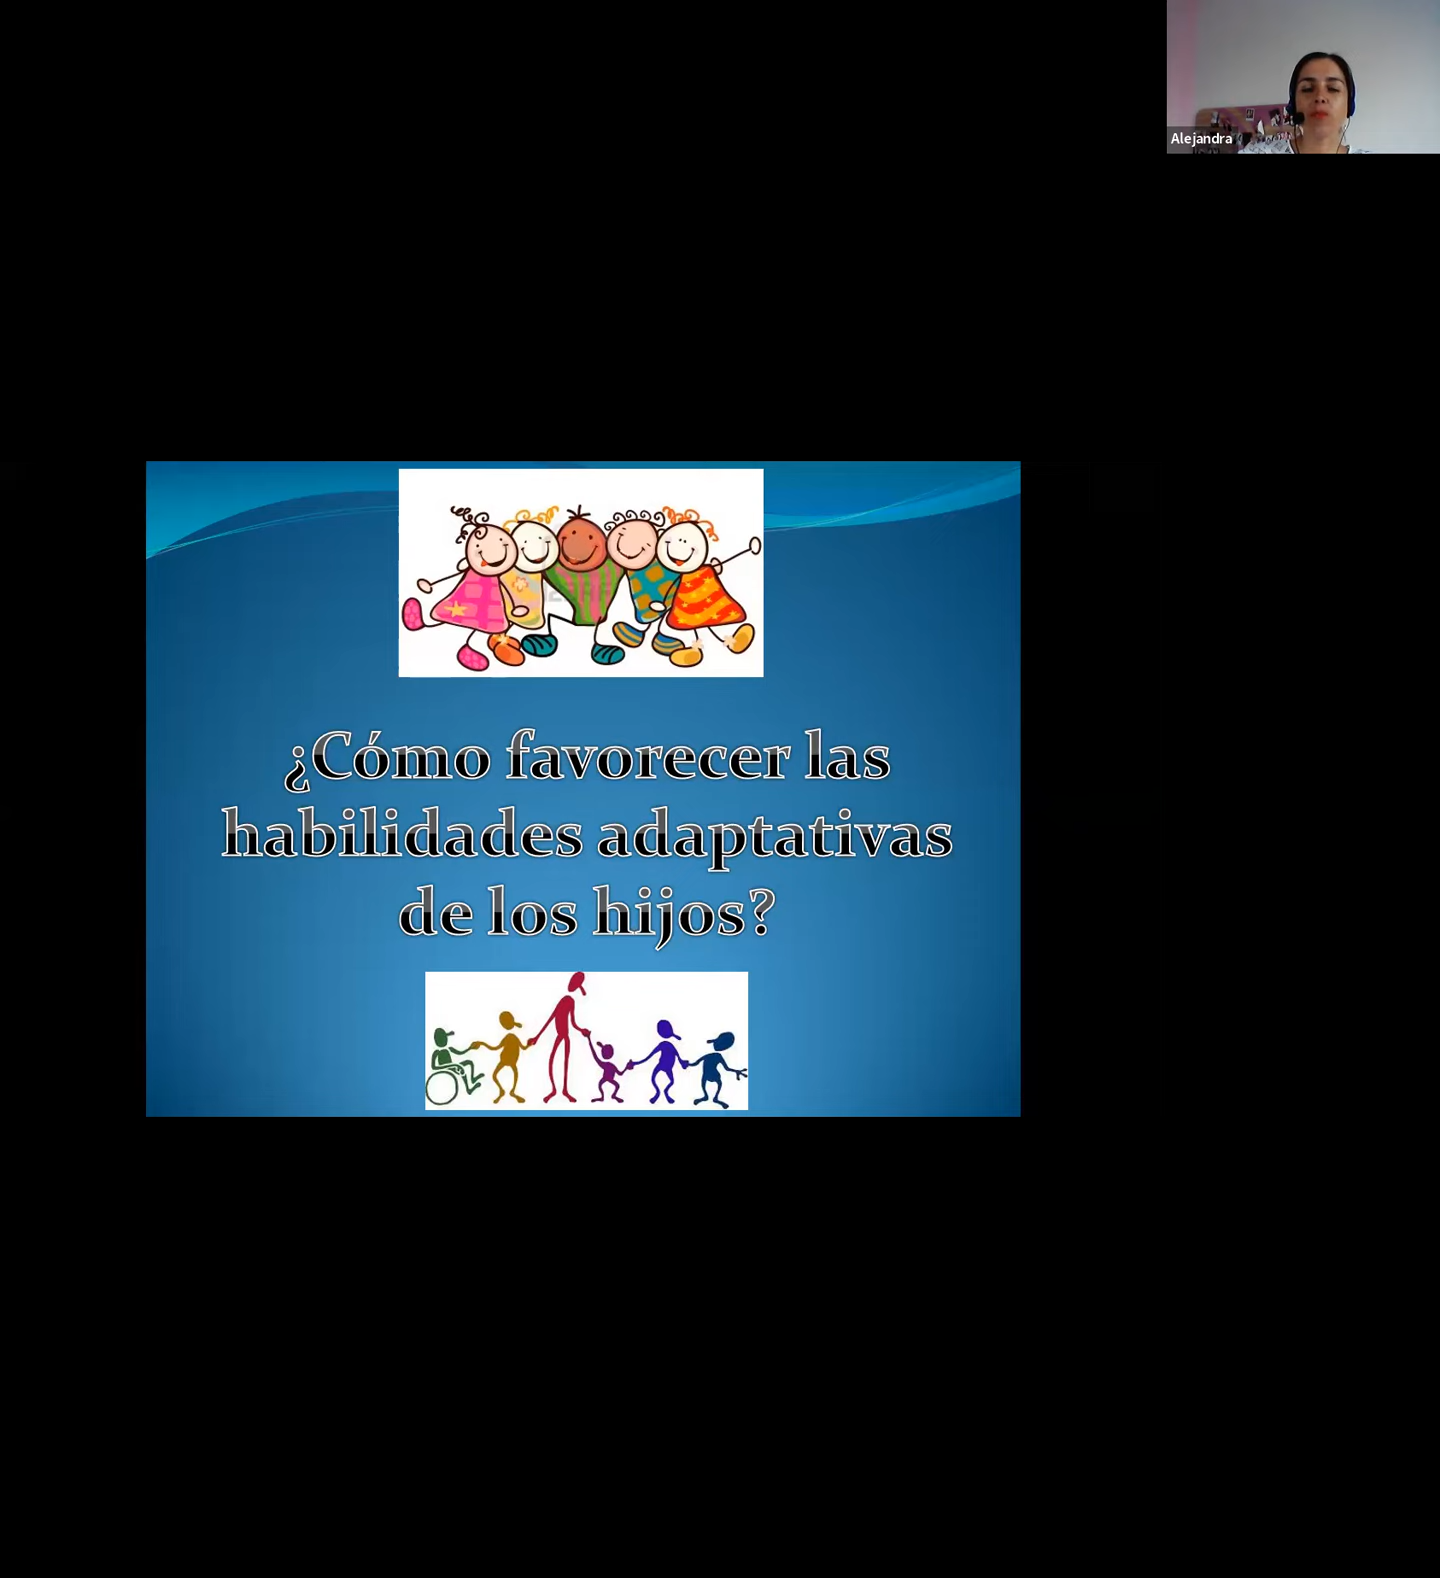 Alejandra
¿Cómo favorecer las
habilidades adaptativas
de los hijos?